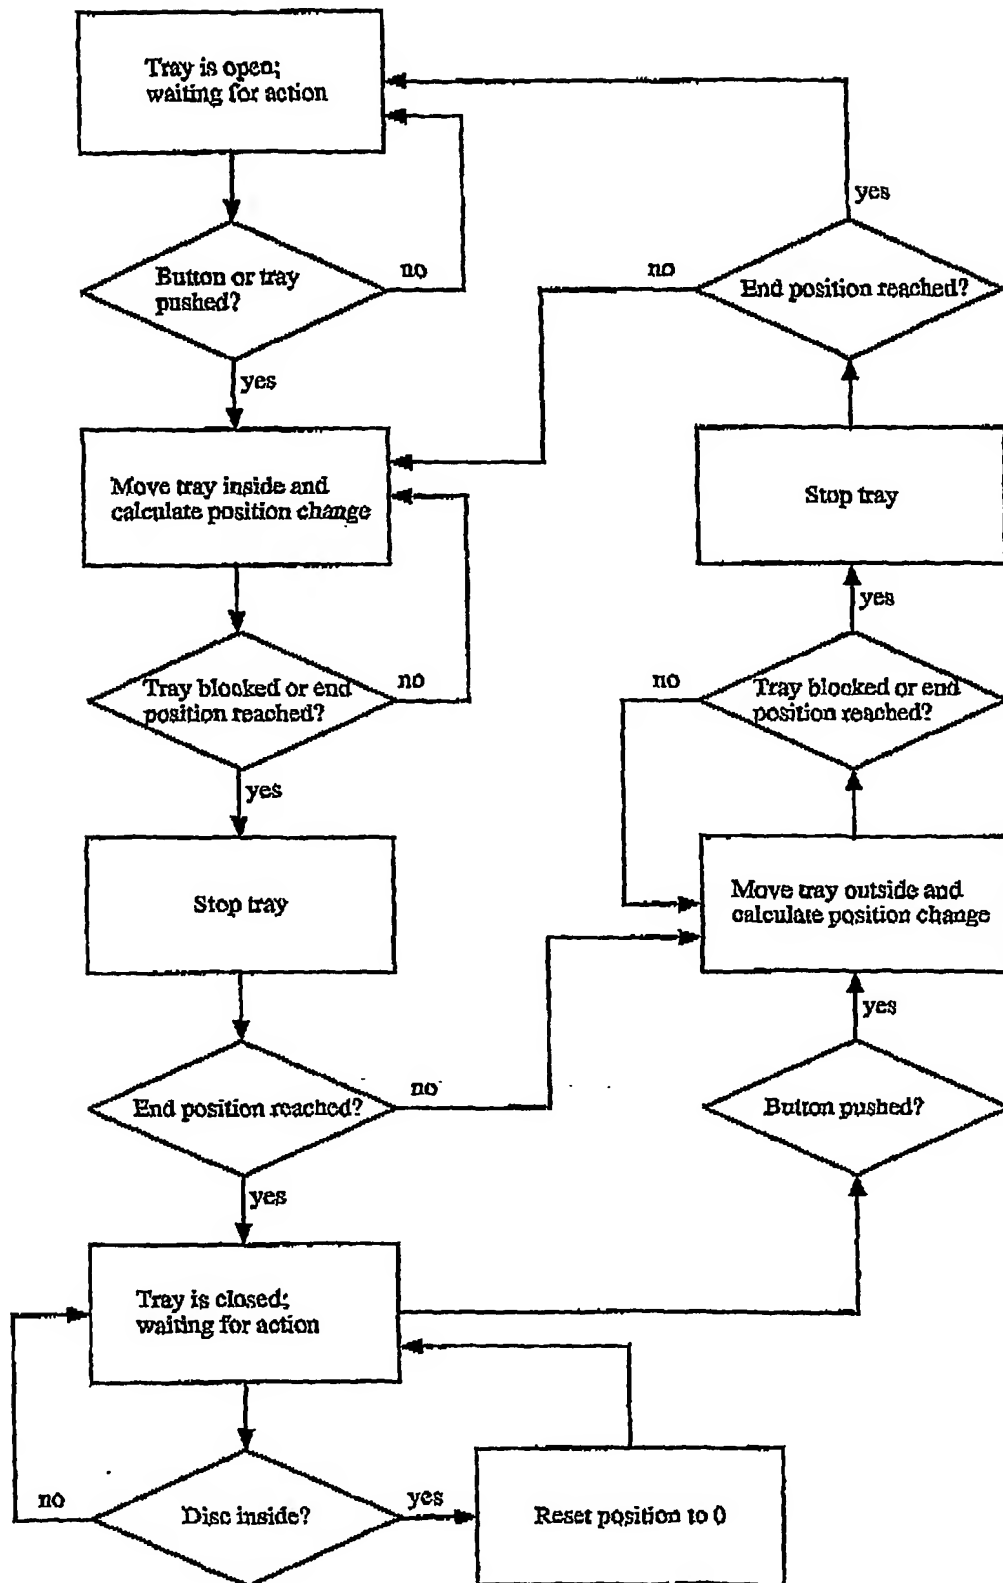 Tray is open;
waiting for action
yes
Button or tray
pushed?
no
no
End position reached?
yes
Move tray inside and
calculate position change
Stop tray
yes
Tray blocked or end
position reached?
no
no
Tray blocked or end
position reached?
yes
Stop tray
Move tray outside and
calculate position change
yes
End position reached?
no
Button pushed?
yes
Tray is closed;
waiting for action
no
Disc inside?
yes
Reset position to 0